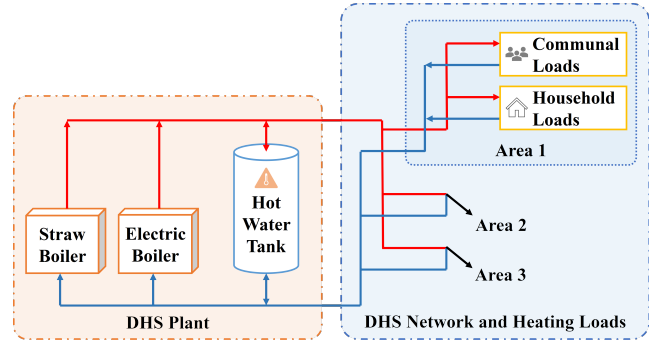 Communal
Loads
Household
Loads
Area 1
Straw
Boiler
Electric
Boiler
Hot
Water
Tank
Area 2
Area 3
DHS Plant
DHS Network and Heating Loads